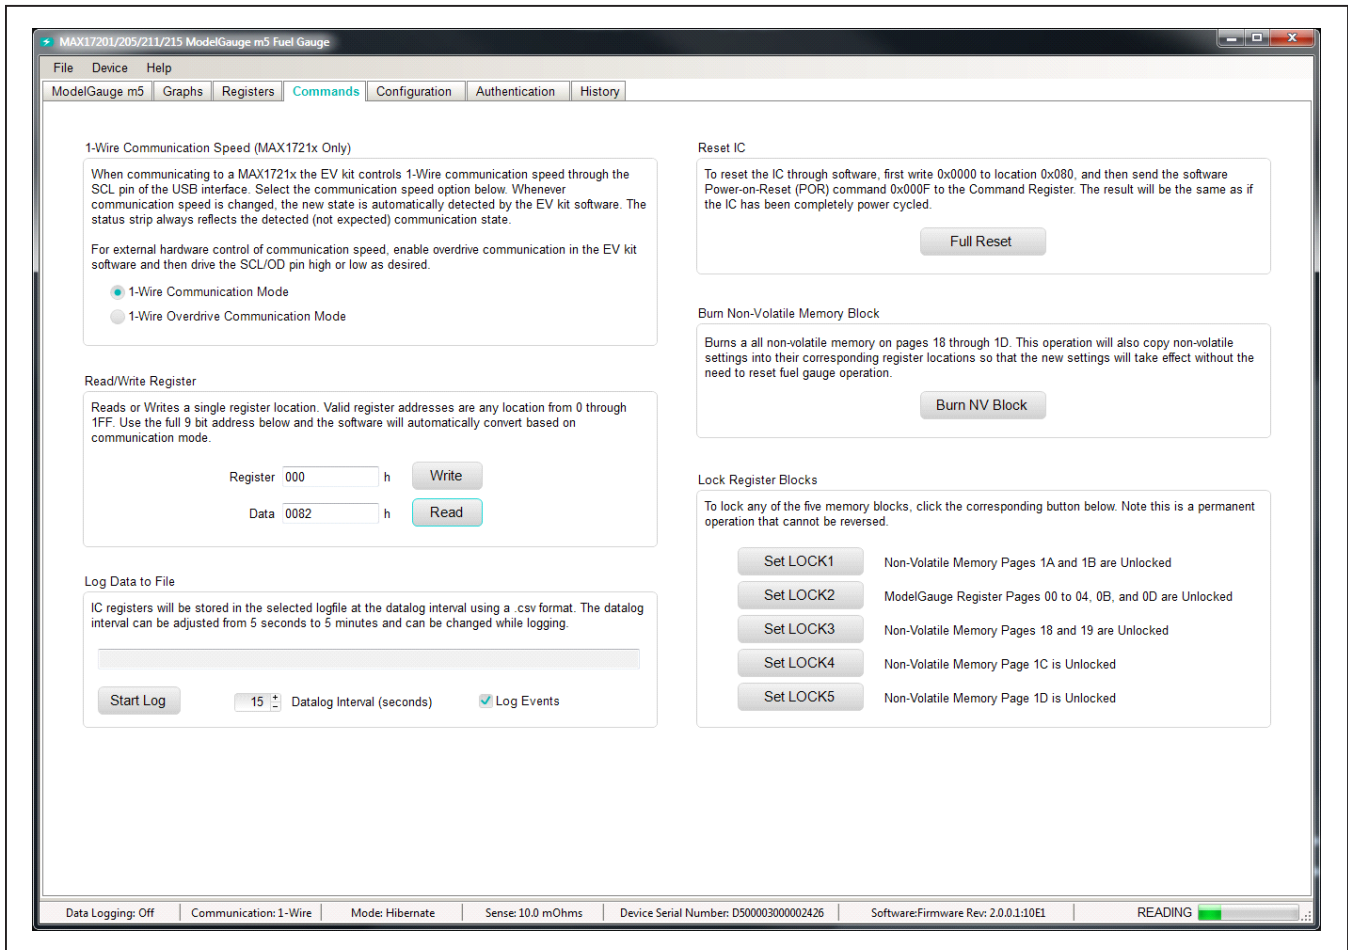 MAX17201/205/211/215 ModelGauge m5 Fuel Gauge
File Device Help
ModelGauge m5 Graphs Registers Commands Configuration Authentication History
1-Wire Communication Speed (MAX1721x Only)
When communicating to a MAX1721x the EV kit controls 1-Wire communication speed through the
SCL pin of the USB interface. Select the communication speed option below. Whenever
communication speed is changed, the new state is automatically detected by the EV kit software. The
status strip always reflects the detected (not expected) communication state.
For external hardware control of communication speed, enable overdrive communication in the EV kit
software and then drive the SCL/OD pin high or low as desired.
1-Wire Communication Mode
1-Wire Overdrive Communication Mode
Read/Write Register
Reads or Writes a single register location. Valid register addresses are any location from 0 through
1FF. Use the full 9 bit address below and the software will automatically convert based on
communication mode.
Register 000 h Write
Data 0082 h Read
Log Data to File
IC registers will be stored in the selected logfile at the datalog interval using a .csv format. The datalog
interval can be adjusted from 5 seconds to 5 minutes and can be changed while logging.
Start Log 15 Datalog Interval (seconds) Log Events
Reset IC
To reset the IC through software, first write 0x0000 to location 0x080, and then send the software
Power-on-Reset (POR) command 0x000F to the Command Register. The result will be the same as if
the IC has been completely power cycled.
Full Reset
Burn Non-Volatile Memory Block
Burns a all non-volatile memory on pages 18 through 1D. This operation will also copy non-volatile
settings into their corresponding register locations so that the new settings will take effect without the
need to reset fuel gauge operation.
Burn NV Block
Lock Register Blocks
To lock any of the five memory blocks, click the corresponding button below. Note this is a permanent
operation that cannot be reversed.
Set LOCK1 Non-Volatile Memory Pages 1A and 1B are Unlocked
Set LOCK2 ModelGauge Register Pages 00 to 04, 0B, and 0D are Unlocked
Set LOCK3 Non-Volatile Memory Pages 18 and 19 are Unlocked
Set LOCK4 Non-Volatile Memory Page 1C is Unlocked
Set LOCK5 Non-Volatile Memory Page 1D is Unlocked
Data Logging: Off Communication: 1-Wire Mode: Hibernate Sense: 10.0 mOhms Device Serial Number: D500003000002426 Software:Firmware Rev: 2.0.0.1:10E1 READING